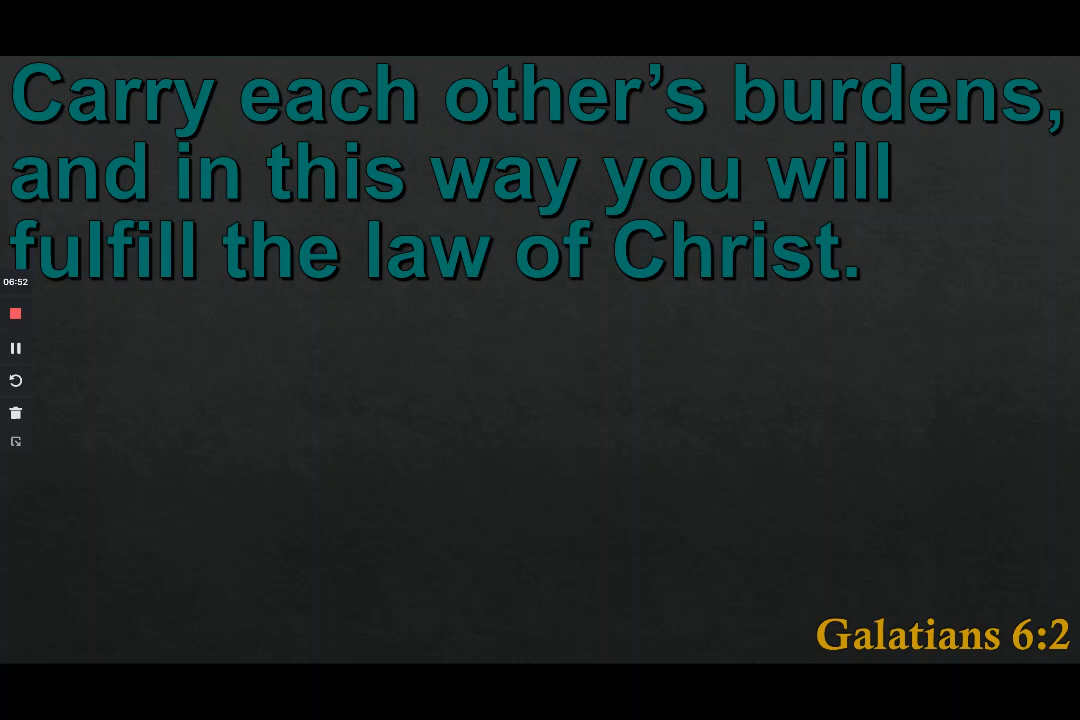 Carry each other’s burdens,
and in this way you will
fulfill the law of Christ.
06:52
Galatians 6:2